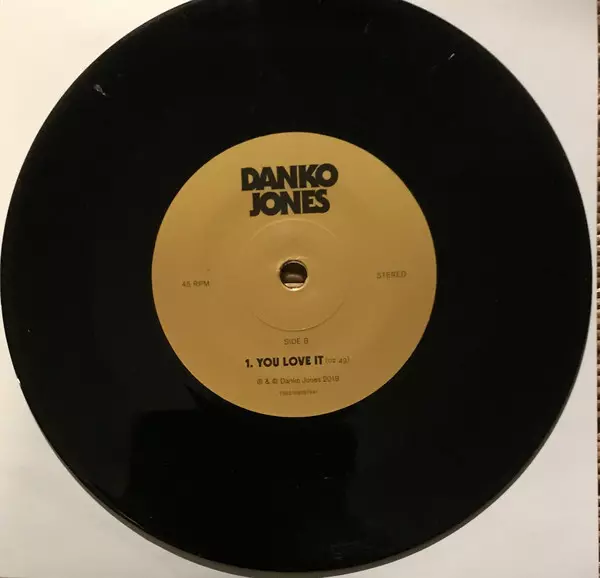 DANKO
JONES
45 RPM
STEREO
SIDE B
1. YOU LOVE IT
℗ & © Danko Jones 2019